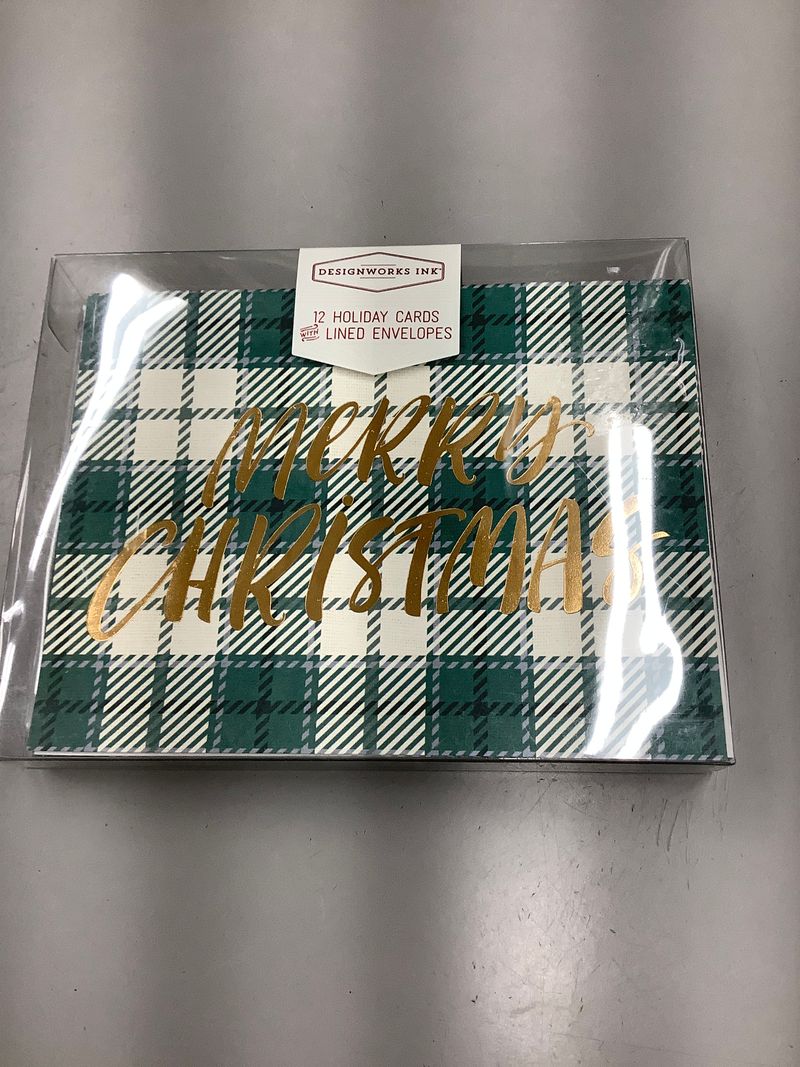 DESIGNWORKS INK
12 HOLIDAY CARDS
WITH LINED ENVELOPES
MERRY
CHRISTMAS